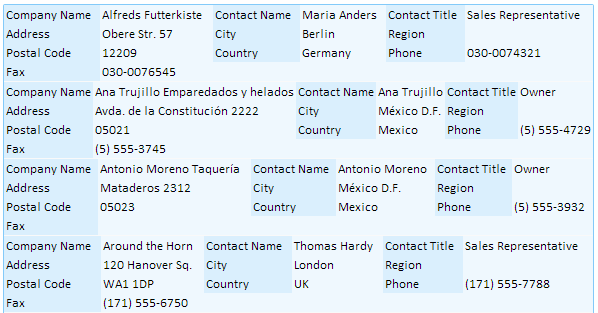 Company Name Alfreds Futterkiste Contact Name Maria Anders Contact Title Sales Representative
Address Obere Str. 57 City Berlin Region
Postal Code 12209 Country Germany Phone 030-0074321
Fax 030-0076545
Company Name Ana Trujillo Emparedados y helados Contact Name Ana Trujillo Contact Title Owner
Address Avda. de la Constitución 2222 City México D.F. Region
Postal Code 05021 Country Mexico Phone (5) 555-4729
Fax (5) 555-3745
Company Name Antonio Moreno Taquería Contact Name Antonio Moreno Contact Title Owner
Address Mataderos 2312 City México D.F. Region
Postal Code 05023 Country Mexico Phone (5) 555-3932
Fax
Company Name Around the Horn Contact Name Thomas Hardy Contact Title Sales Representative
Address 120 Hanover Sq. City London Region
Postal Code WA1 1DP Country UK Phone (171) 555-7788
Fax (171) 555-6750